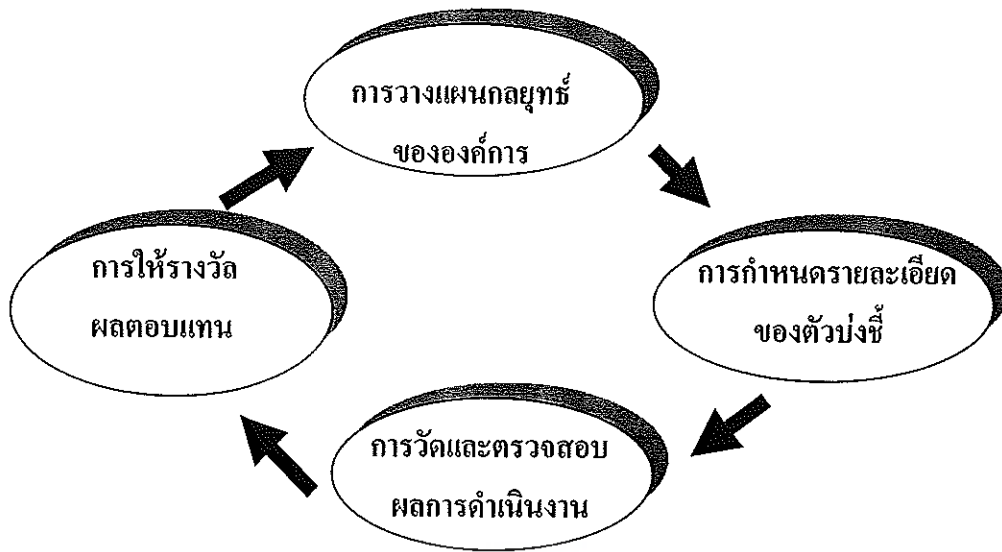 การวางแผนกลยุทธ์
ขององค์การ
การกำหนดรายละเอียด
ของตัวบ่งชี้
การวัดและตรวจสอบ
ผลการดำเนินงาน
การให้รางวัล
ผลตอบแทน